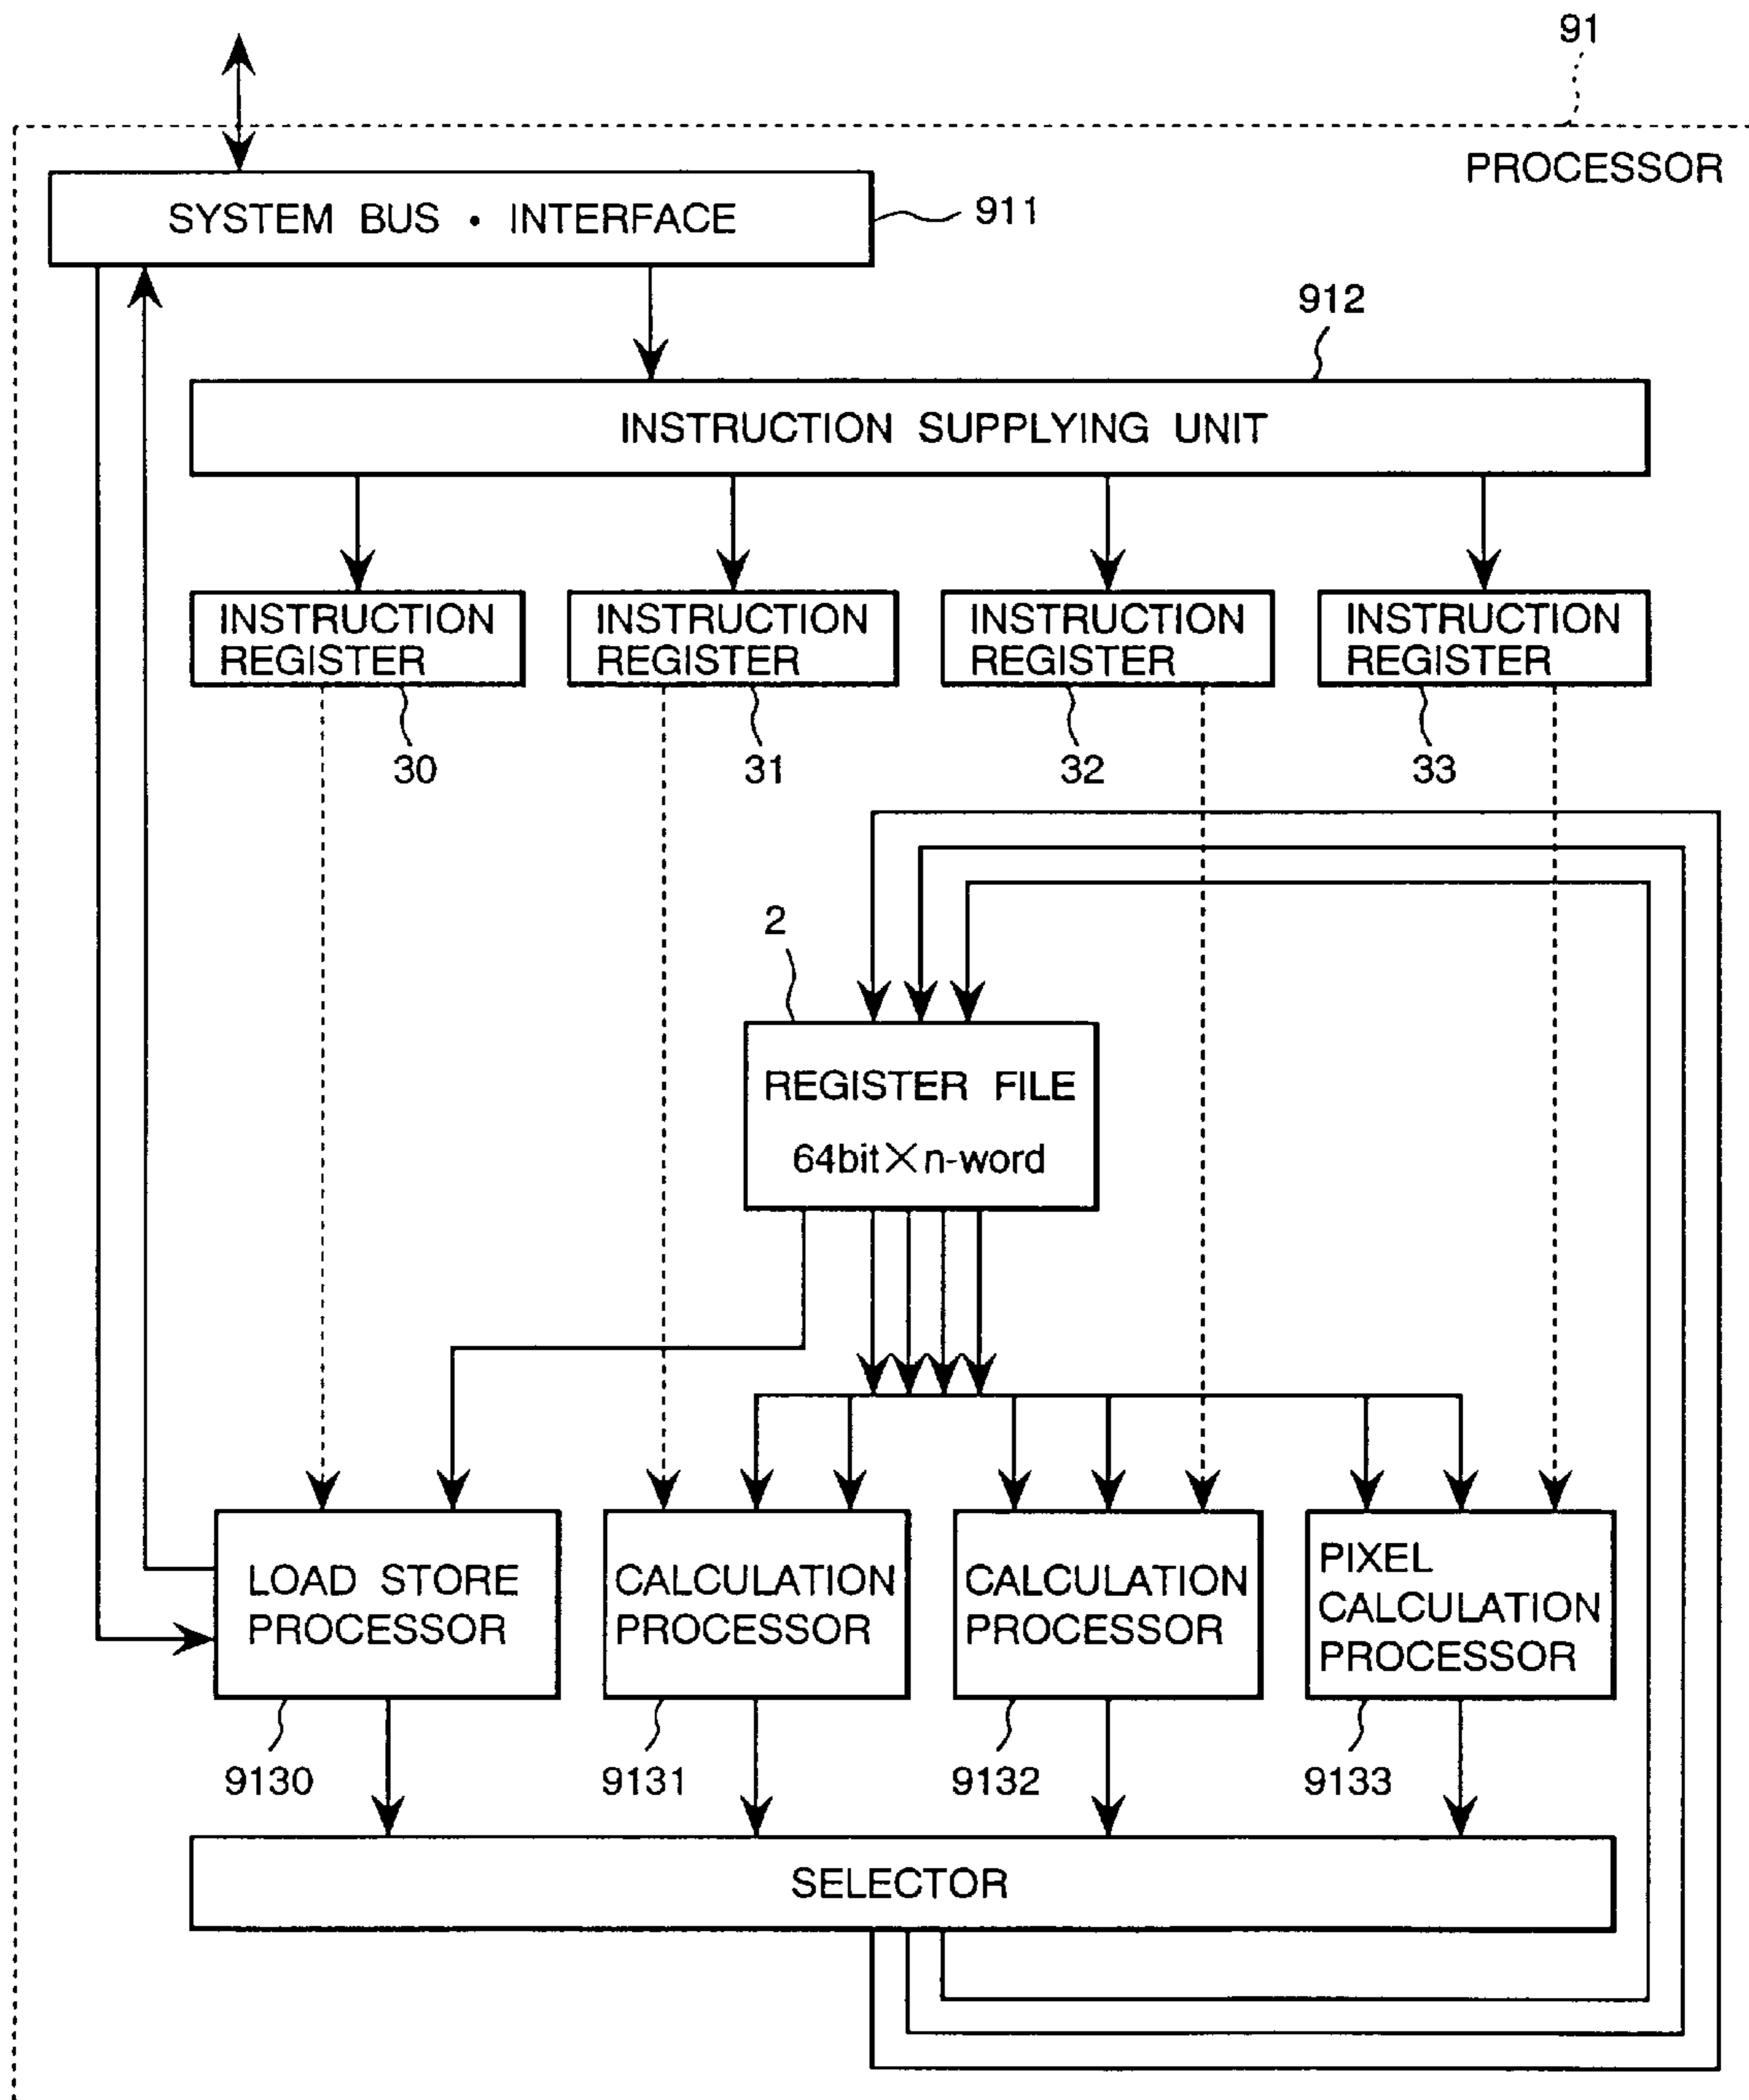 91
PROCESSOR
SYSTEM BUS • INTERFACE
911
912
INSTRUCTION SUPPLYING UNIT
INSTRUCTION
REGISTER
INSTRUCTION
REGISTER
INSTRUCTION
REGISTER
INSTRUCTION
REGISTER
30
31
32
33
2
REGISTER FILE
64bit×n-word
LOAD STORE
PROCESSOR
CALCULATION
PROCESSOR
CALCULATION
PROCESSOR
PIXEL
CALCULATION
PROCESSOR
9130
9131
9132
9133
SELECTOR